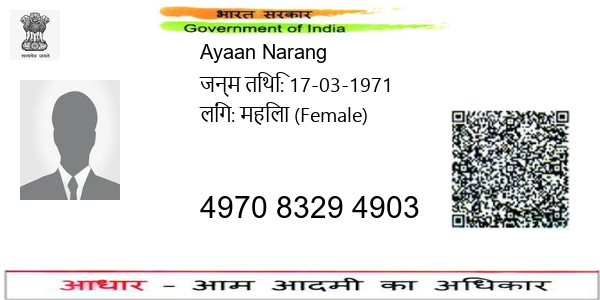 भारत सरकार
Government of India
सत्यमेव जयते
Ayaan Narang
जन्म तिथि: 17-03-1971
लिंग: महिला (Female)
4970 8329 4903
आधार – आम आदमी का अधिकार